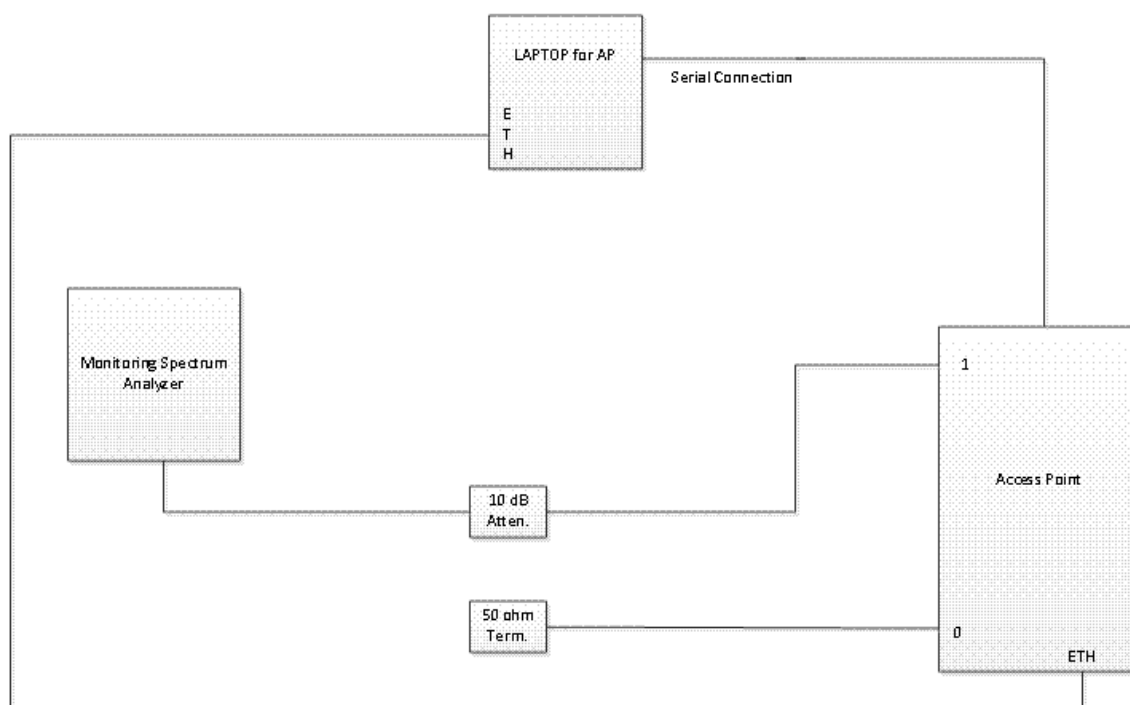 LAPTOP for AP
Serial Connection
E
T
H
Monitoring Spectrum
Analyzer
1
Access Point
10 dB
Atten.
50 ohm
Term.
0
ETH